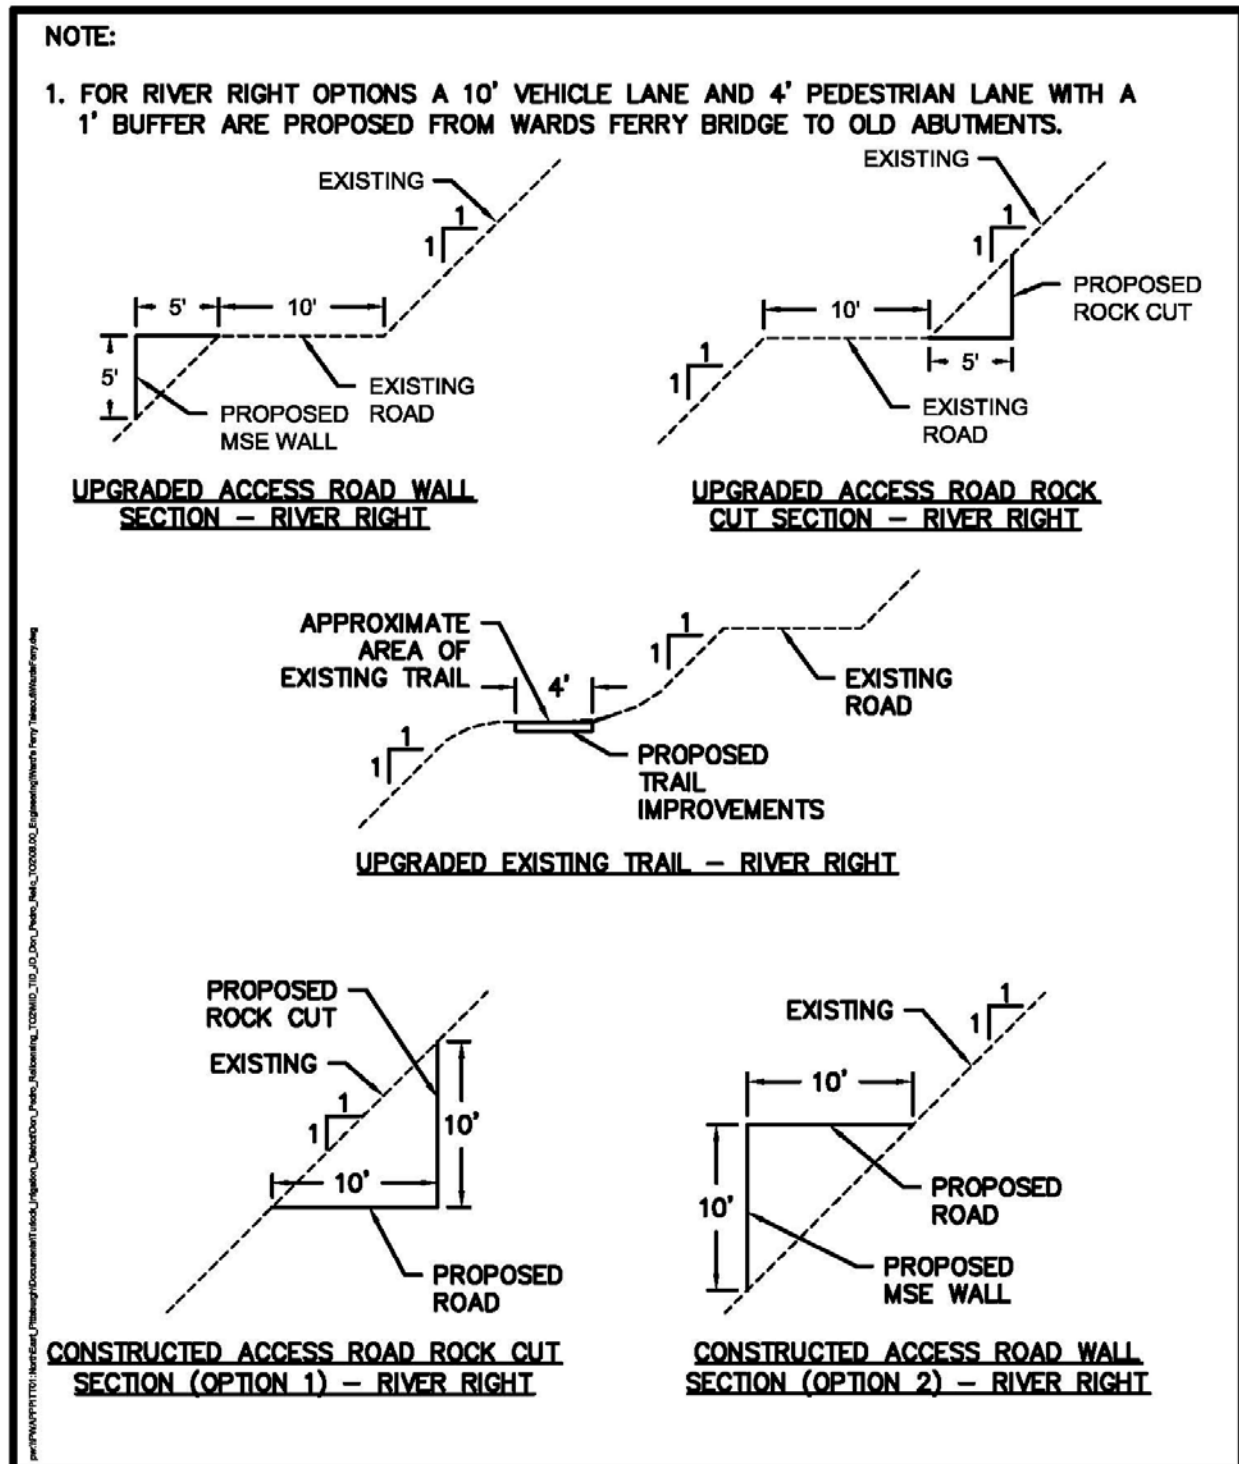 NOTE:
1. FOR RIVER RIGHT OPTIONS A 10' VEHICLE LANE AND 4' PEDESTRIAN LANE WITH A
1' BUFFER ARE PROPOSED FROM WARDS FERRY BRIDGE TO OLD ABUTMENTS.
EXISTING
1
1
5'
10'
5'
EXISTING
ROAD
PROPOSED
MSE WALL
UPGRADED ACCESS ROAD WALL
SECTION – RIVER RIGHT
EXISTING
1
1
PROPOSED
ROCK CUT
10'
1
1
5'
EXISTING
ROAD
UPGRADED ACCESS ROAD ROCK
CUT SECTION – RIVER RIGHT
APPROXIMATE
AREA OF
EXISTING TRAIL
4'
1
1
EXISTING
ROAD
1
1
PROPOSED
TRAIL
IMPROVEMENTS
UPGRADED EXISTING TRAIL – RIVER RIGHT
PROPOSED
ROCK CUT
EXISTING
1
1
10'
10'
PROPOSED
ROAD
CONSTRUCTED ACCESS ROAD ROCK CUT
SECTION (OPTION 1) – RIVER RIGHT
EXISTING
1
1
10'
10'
PROPOSED
ROAD
PROPOSED
MSE WALL
CONSTRUCTED ACCESS ROAD WALL
SECTION (OPTION 2) – RIVER RIGHT